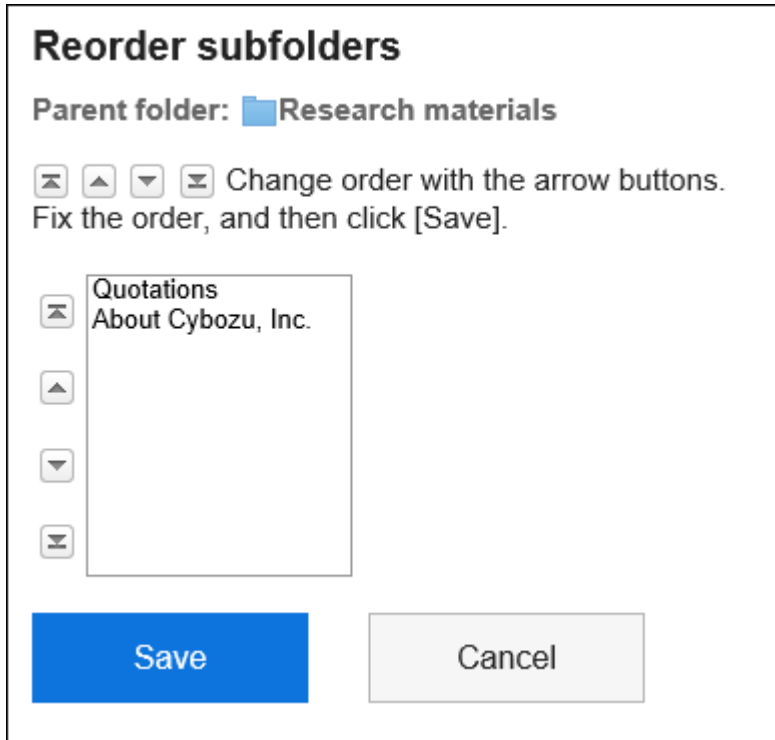 Reorder subfolders
Parent folder: Research materials
Change order with the arrow buttons.
Fix the order, and then click [Save].
Quotations
About Cybozu, Inc.
Save
Cancel